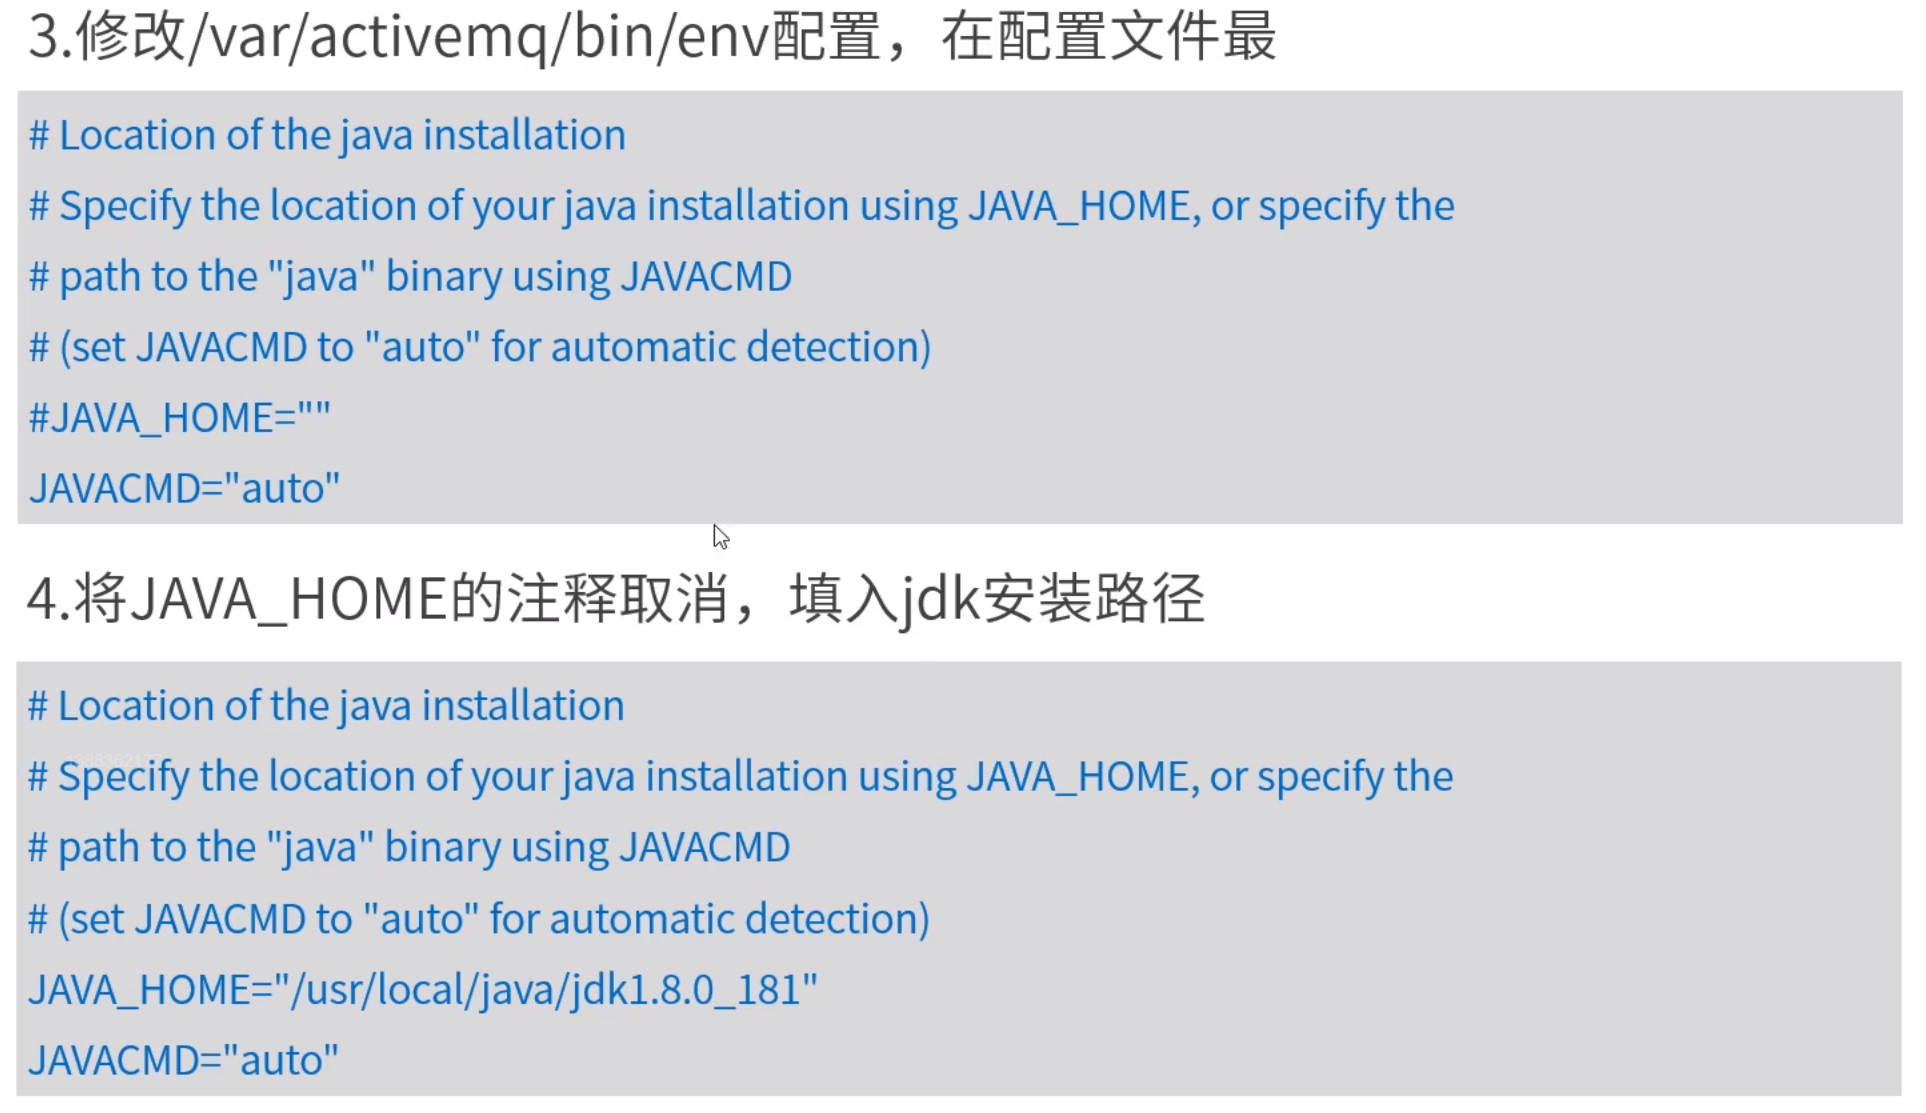 3.修改/var/activemq/bin/env配置，在配置文件最
# Location of the java installation
# Specify the location of your java installation using JAVA_HOME, or specify the
# path to the "java" binary using JAVACMD
# (set JAVACMD to "auto" for automatic detection)
#JAVA_HOME=""
JAVACMD="auto"
4.将JAVA_HOME的注释取消，填入jdk安装路径
# Location of the java installation
# Specify the location of your java installation using JAVA_HOME, or specify the
# path to the "java" binary using JAVACMD
# (set JAVACMD to "auto" for automatic detection)
JAVA_HOME="/usr/local/java/jdk1.8.0_181"
JAVACMD="auto"